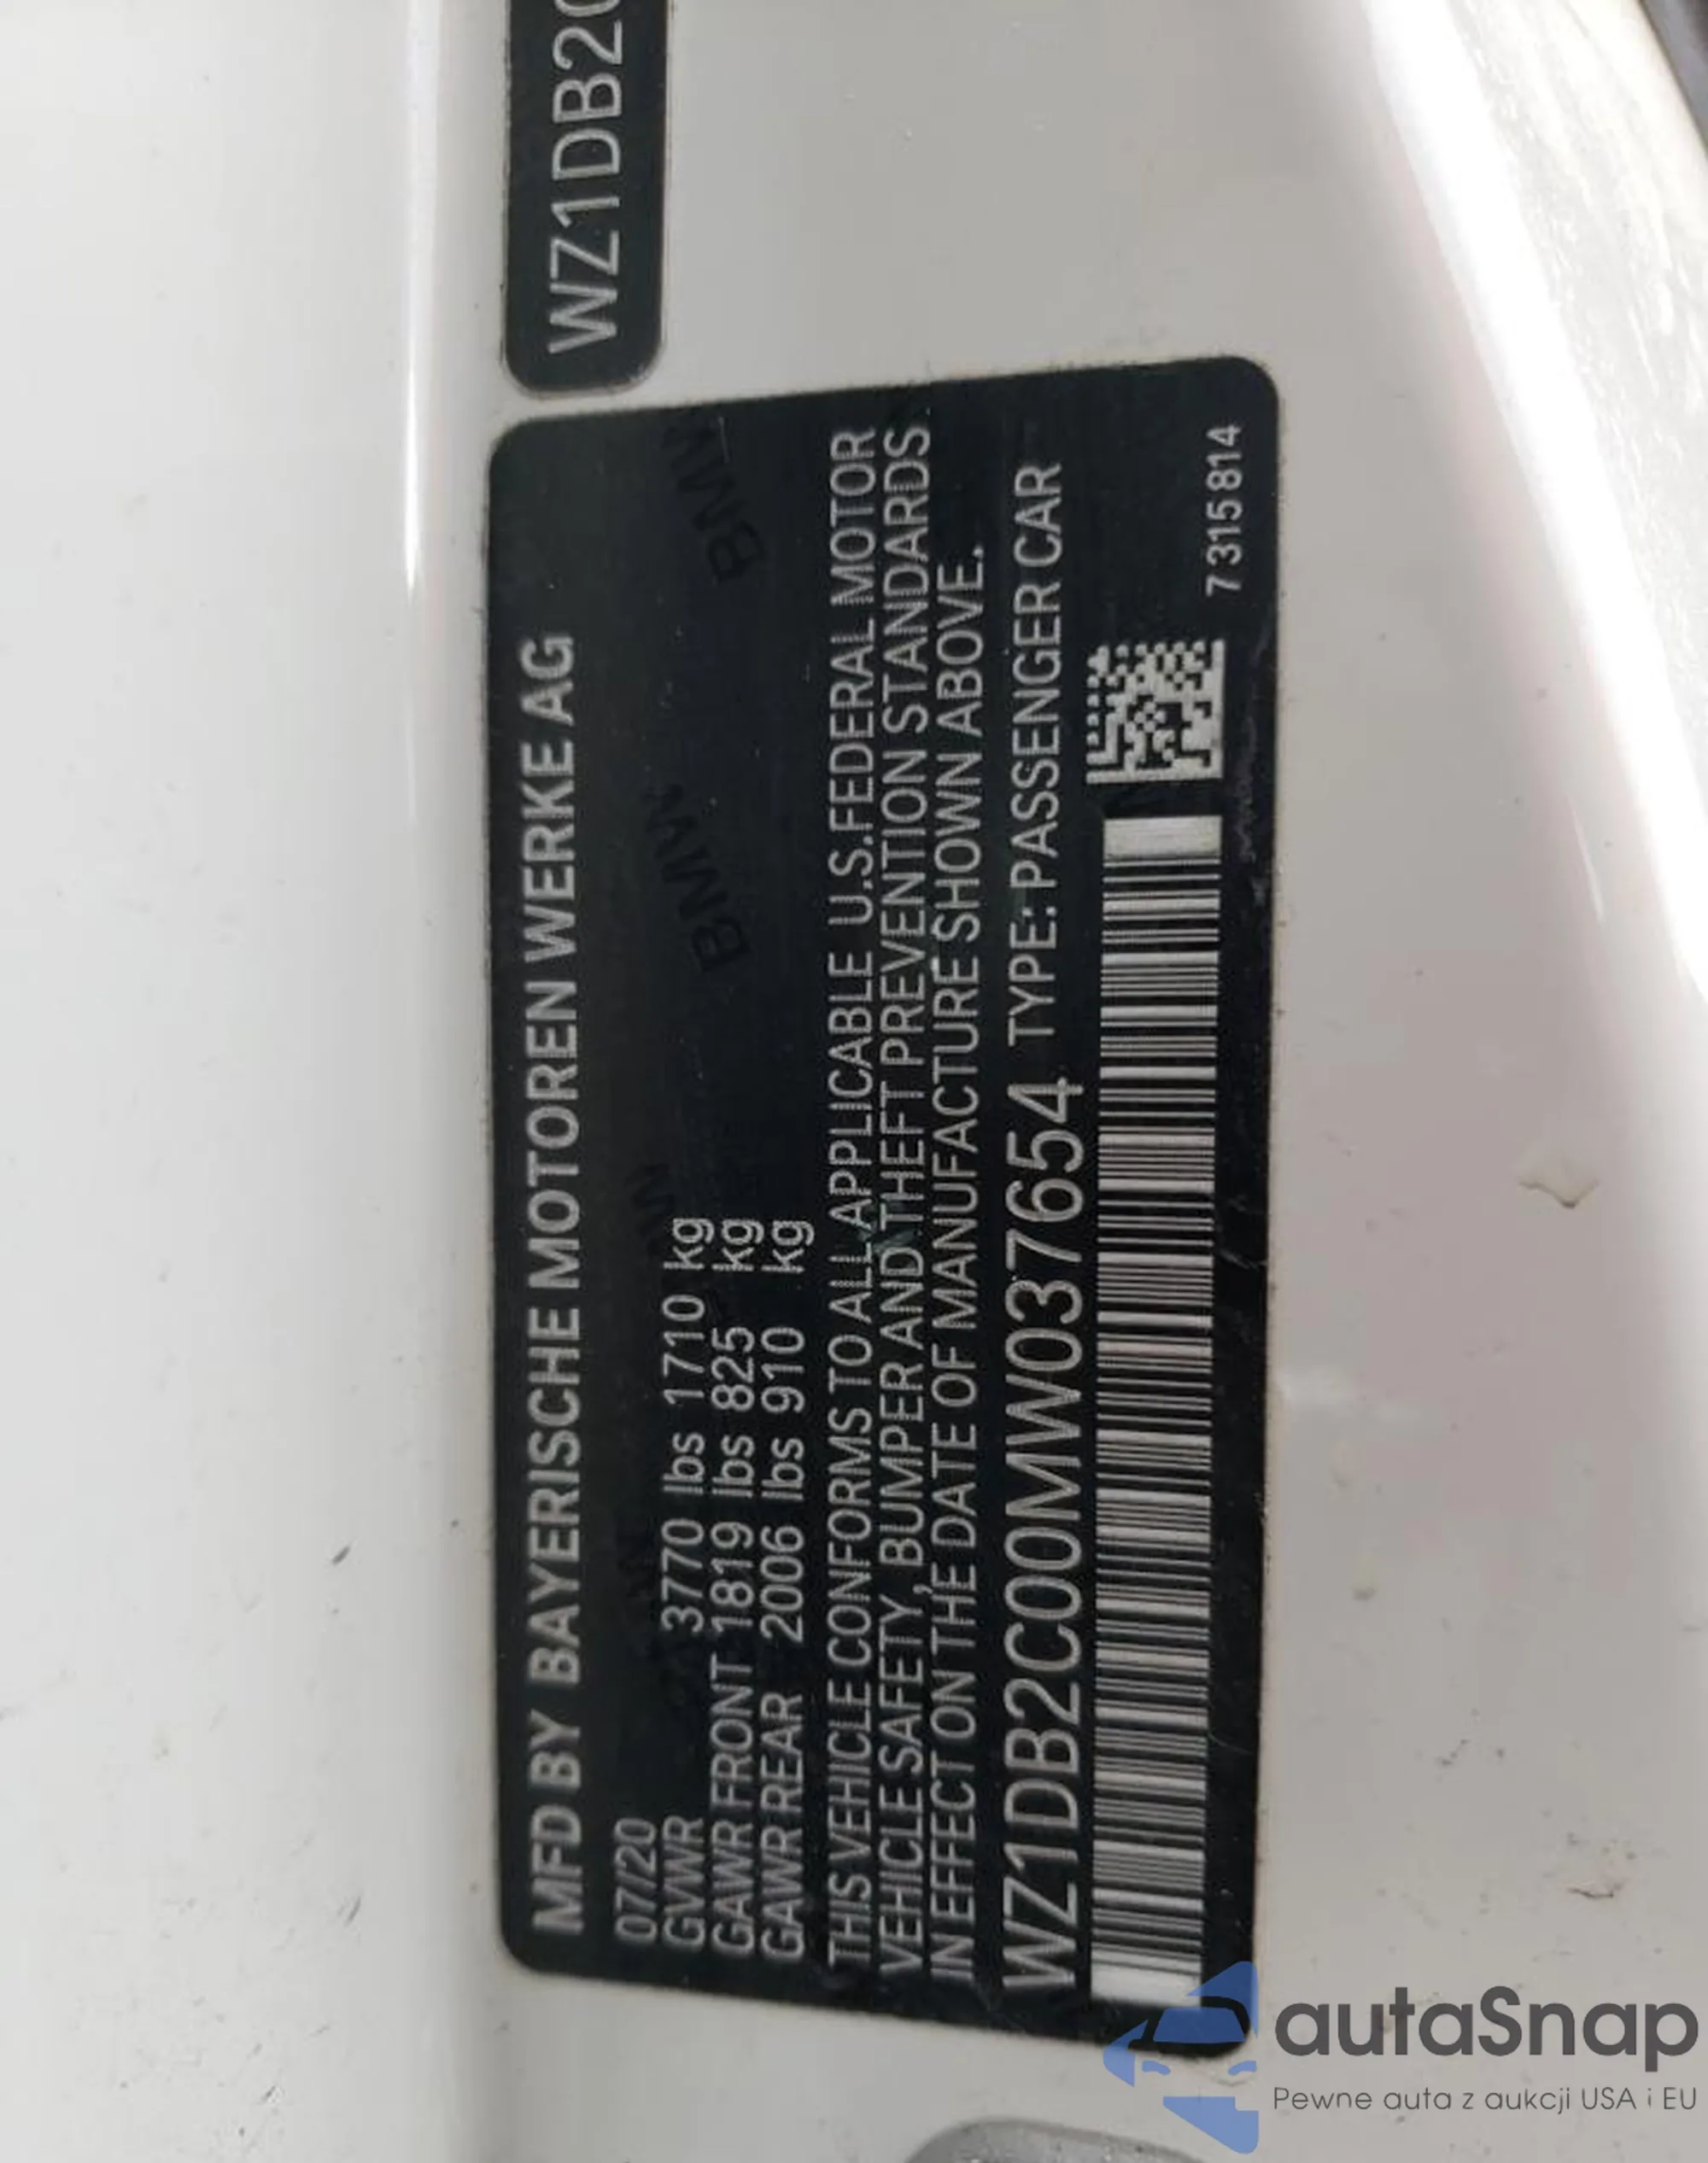 WZ1DB2C
MFD BY BAYERISCHE MOTOREN WERKE AG
07/20
GVWR 3770 lbs 1710 kg
GAWR FRONT 1819 lbs 825 kg
GAWR REAR 2006 lbs 910 kg
THIS VEHICLE CONFORMS TO ALL APPLICABLE U.S. FEDERAL MOTOR
VEHICLE SAFETY, BUMPER AND THEFT PREVENTION STANDARDS
IN EFFECT ON THE DATE OF MANUFACTURE SHOWN ABOVE.
WZ1DB2C00MW037654 TYPE: PASSENGER CAR
7315814
BMW
BMW
autaSnap
Pewne auta z aukcji USA i EU